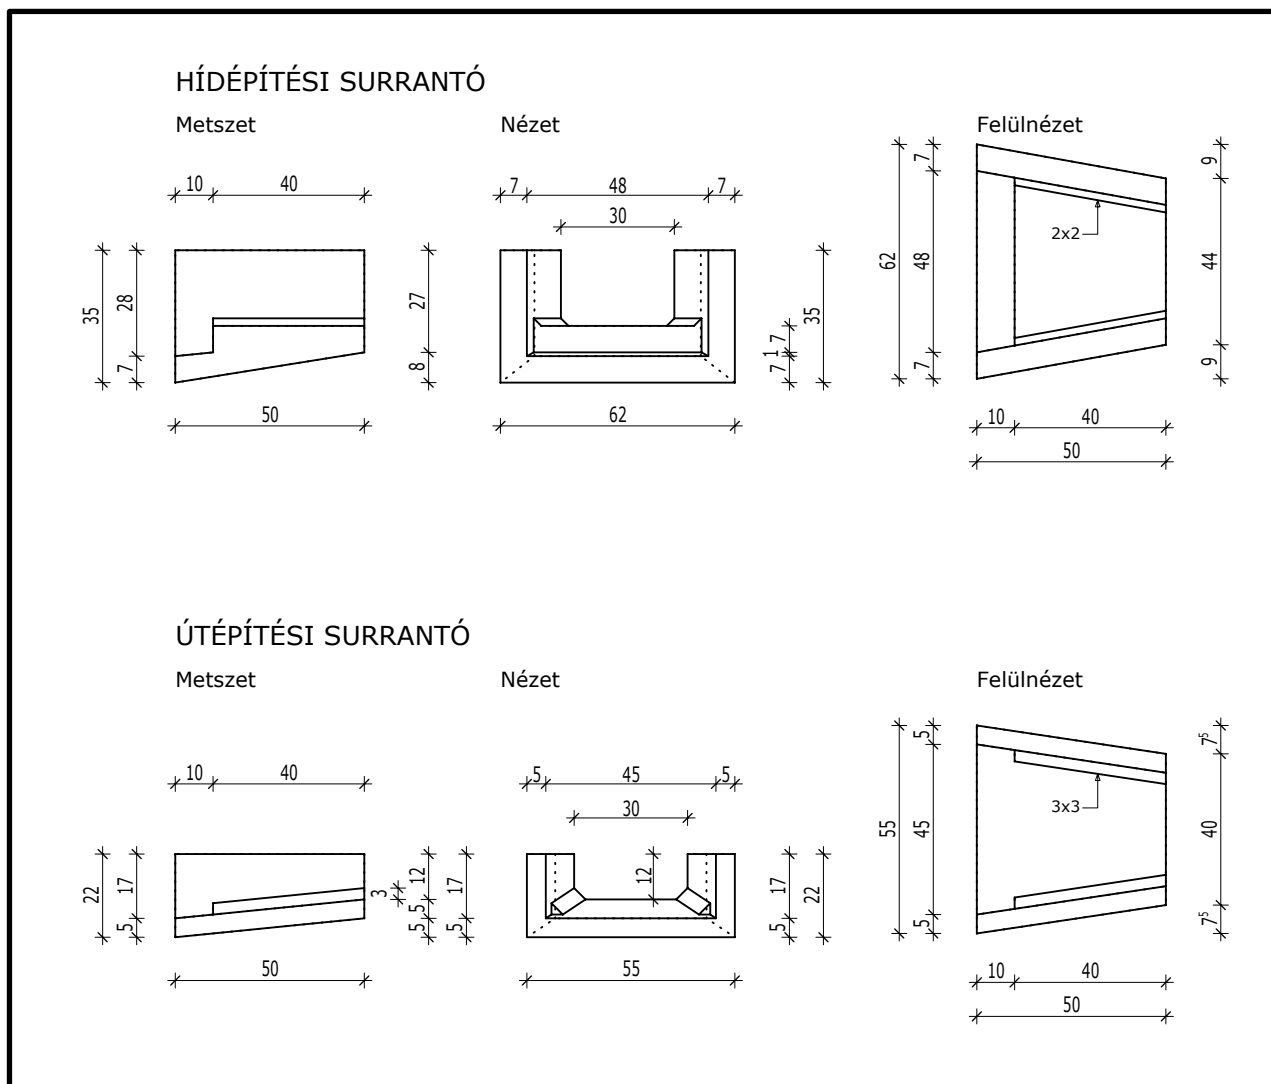 HÍDÉPÍTÉSI SURRANTÓ
Metszet
Nézet
Felülnézet
10 40
35 28 7
27 8
50
7 48 7
30
7 1 7
35
62
62 7 48 7
2x2
9 44 9
10 40
50
ÚTÉPÍTÉSI SURRANTÓ
Metszet
Nézet
Felülnézet
10 40
22 17 5
3
12 5 5
50
5 45 5
30
17 5
12
17 5
22
55
55 5 45 5
3x3
7⁵ 40 7⁵
10 40
50